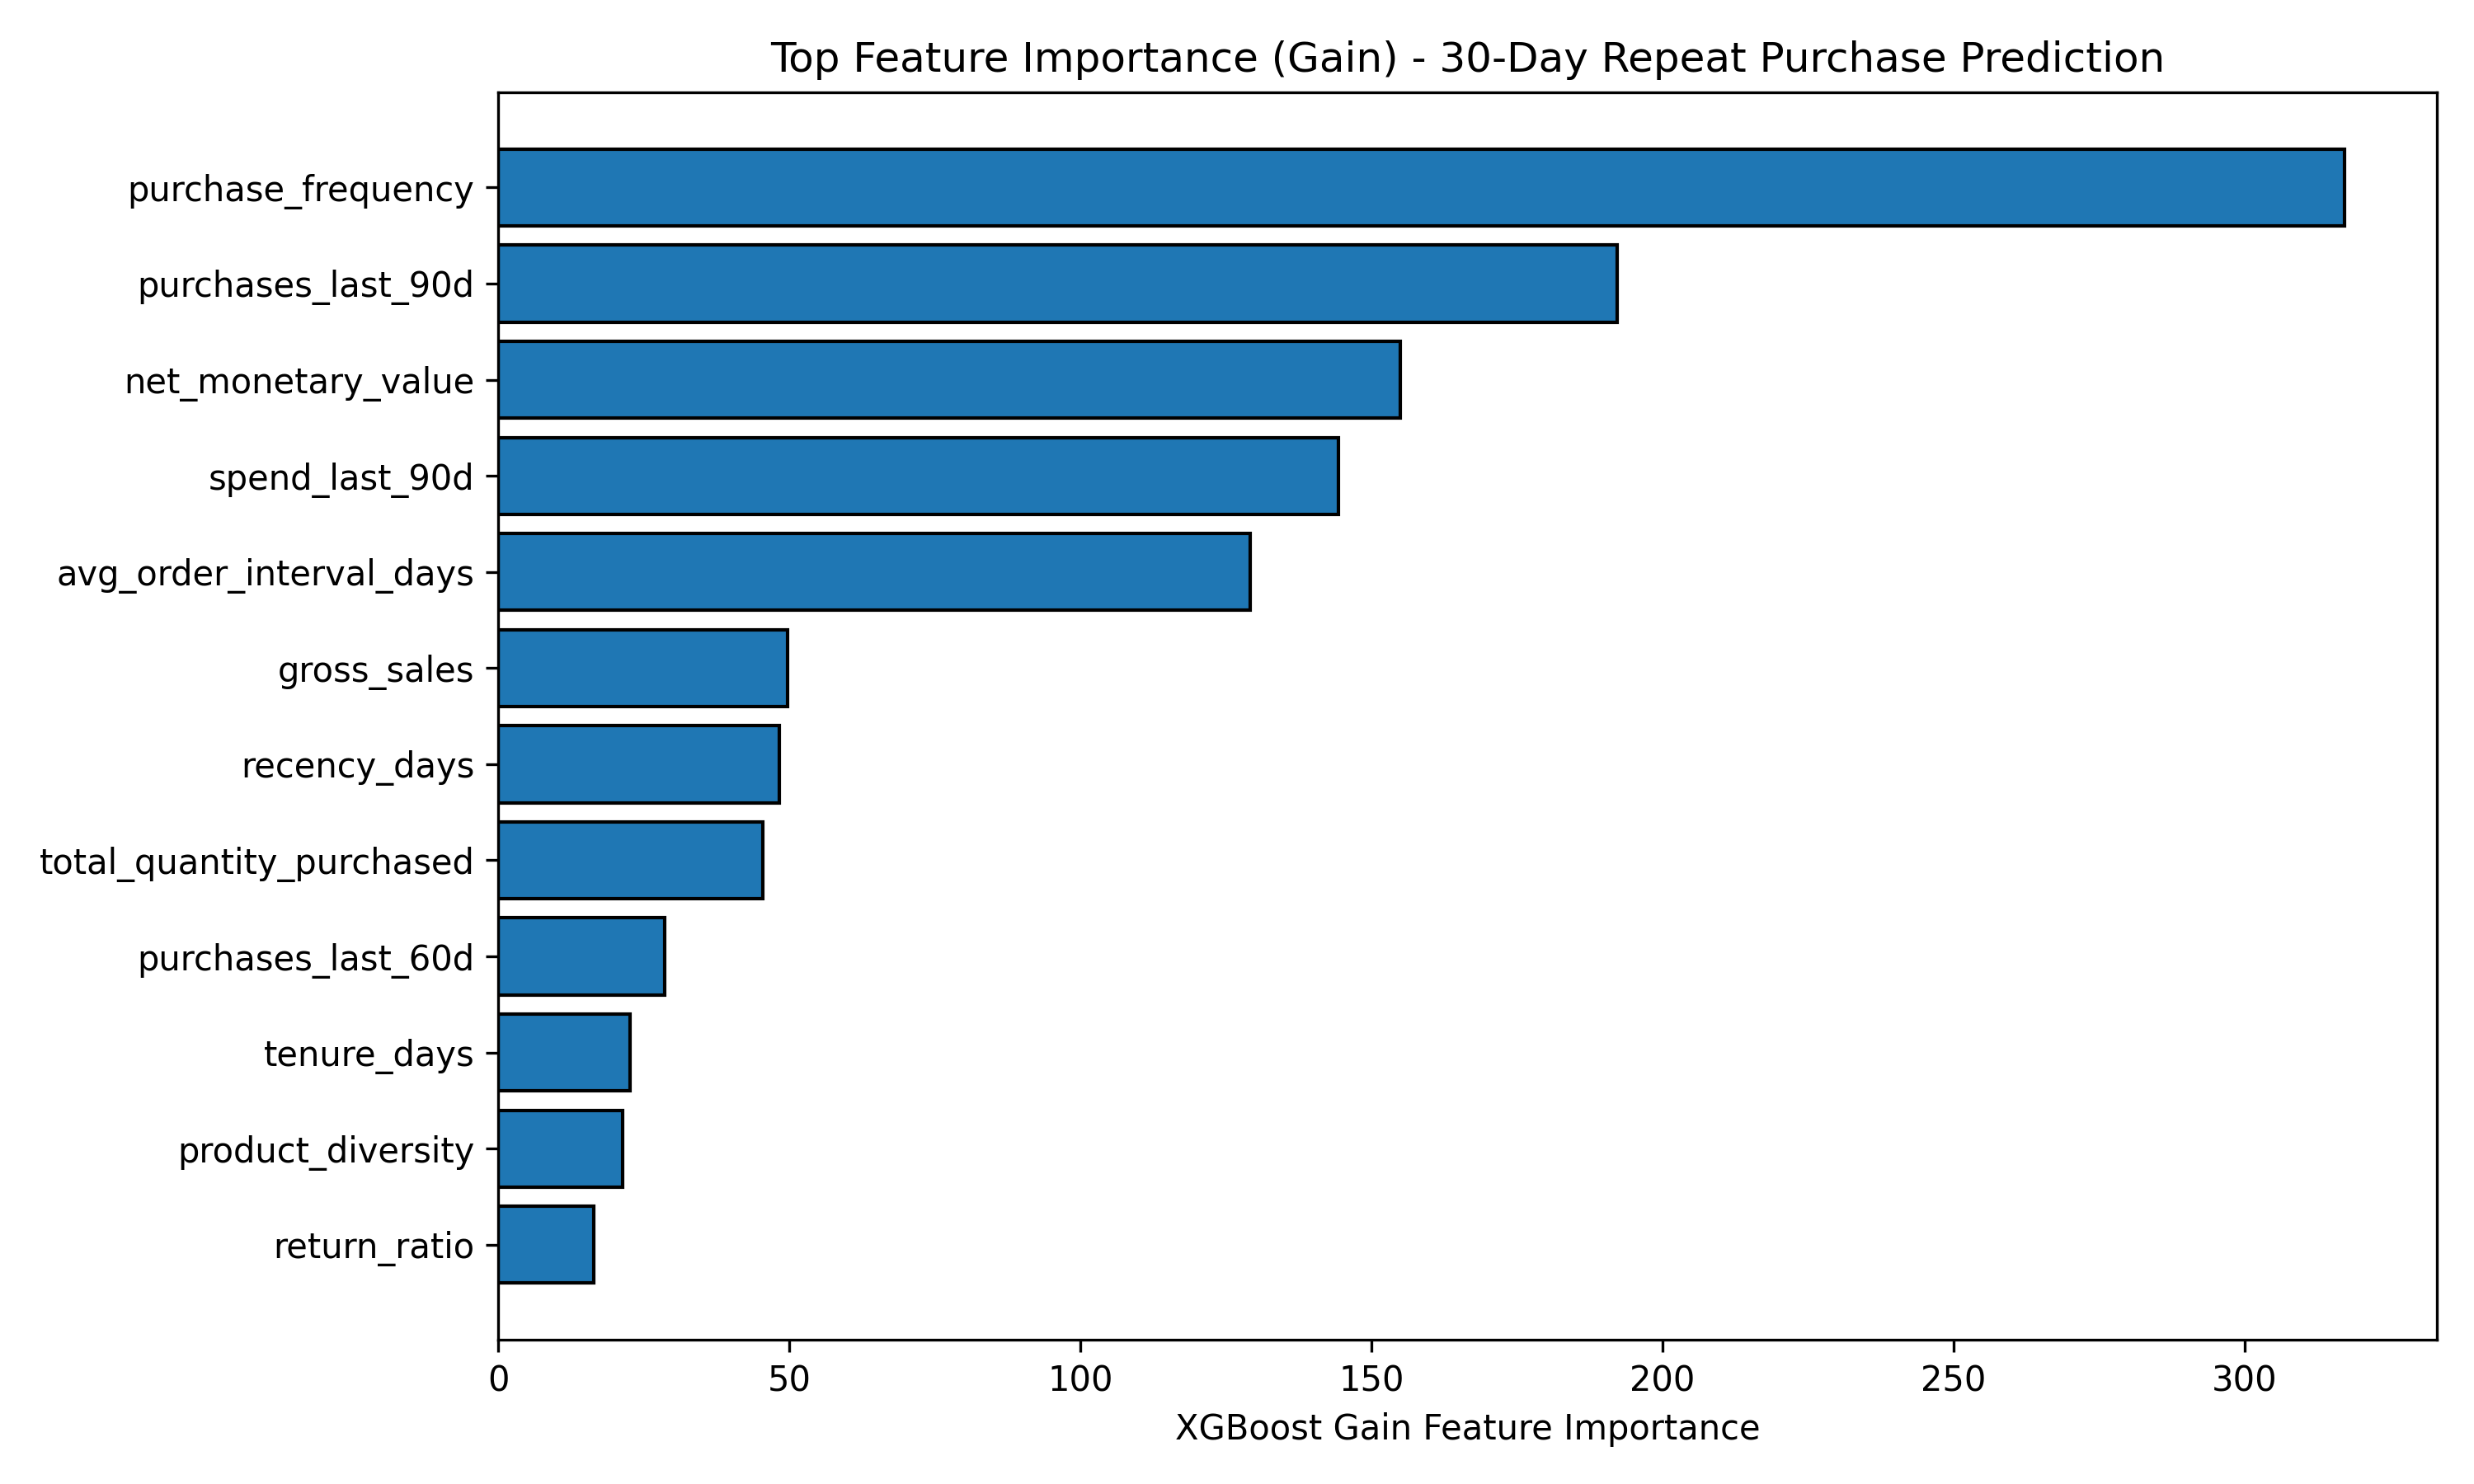 Top Feature Importance (Gain) - 30-Day Repeat Purchase Prediction
purchase_frequency
purchases_last_90d
net_monetary_value
spend_last_90d
avg_order_interval_days
gross_sales
recency_days
total_quantity_purchased
purchases_last_60d
tenure_days
product_diversity
return_ratio
0 50 100 150 200 250 300
XGBoost Gain Feature Importance